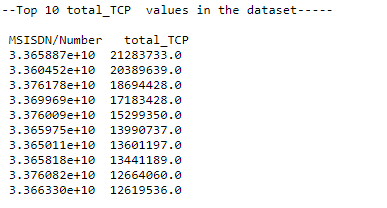 --Top 10 total_TCP values in the dataset-----
MSISDN/Number total_TCP
3.365887e+10 21283733.0
3.360452e+10 20389639.0
3.376178e+10 18694428.0
3.369969e+10 17183428.0
3.376009e+10 15299350.0
3.365975e+10 13990737.0
3.365011e+10 13601197.0
3.365818e+10 13441189.0
3.376082e+10 12664060.0
3.366330e+10 12619536.0